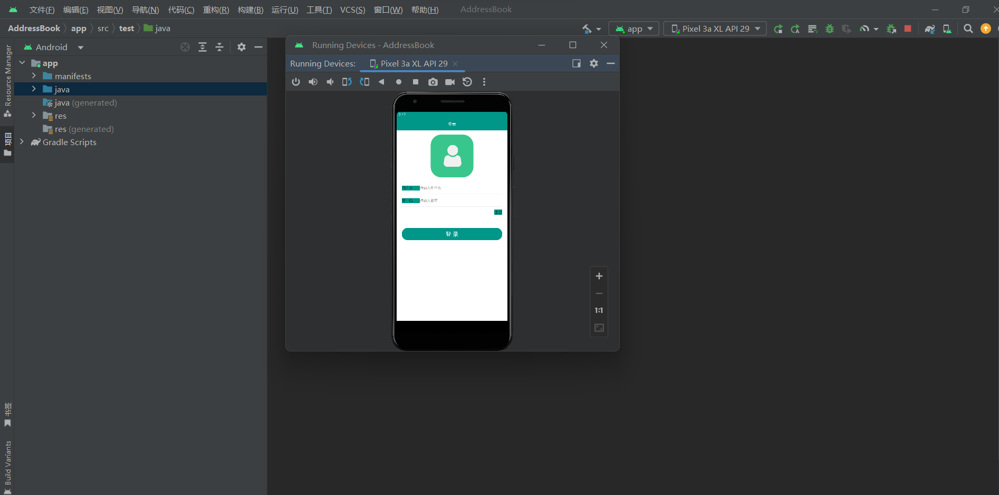 文件(F) 编辑(E) 视图(V) 导航(N) 代码(C) 重构(R) 构建(B) 运行(U) 工具(T) VCS(S) 窗口(W) 帮助(H) AddressBook
AddressBook app src test java
app Pixel 3a XL API 29
Resource Manager
项目
书签
Build Variants
Android
app
manifests
java
java (generated)
res
res (generated)
Gradle Scripts
Running Devices - AddressBook
Running Devices: Pixel 3a XL API 29
登录
请输入用户名
请输入密码
注册
登 录
1:1